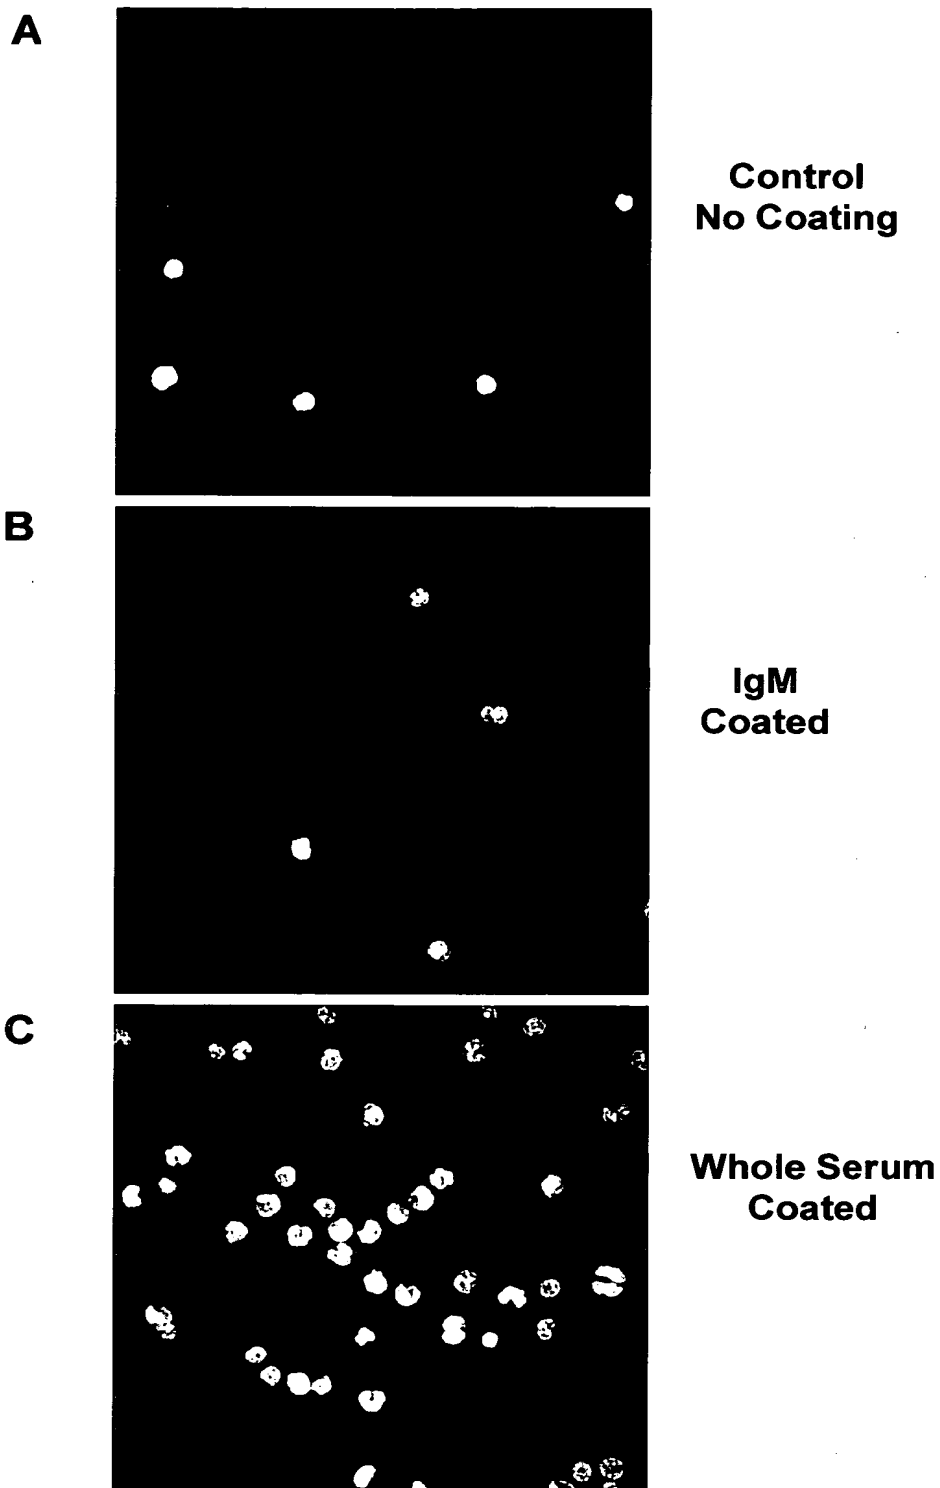 A
Control
No Coating
B
IgM
Coated
C
Whole Serum
Coated